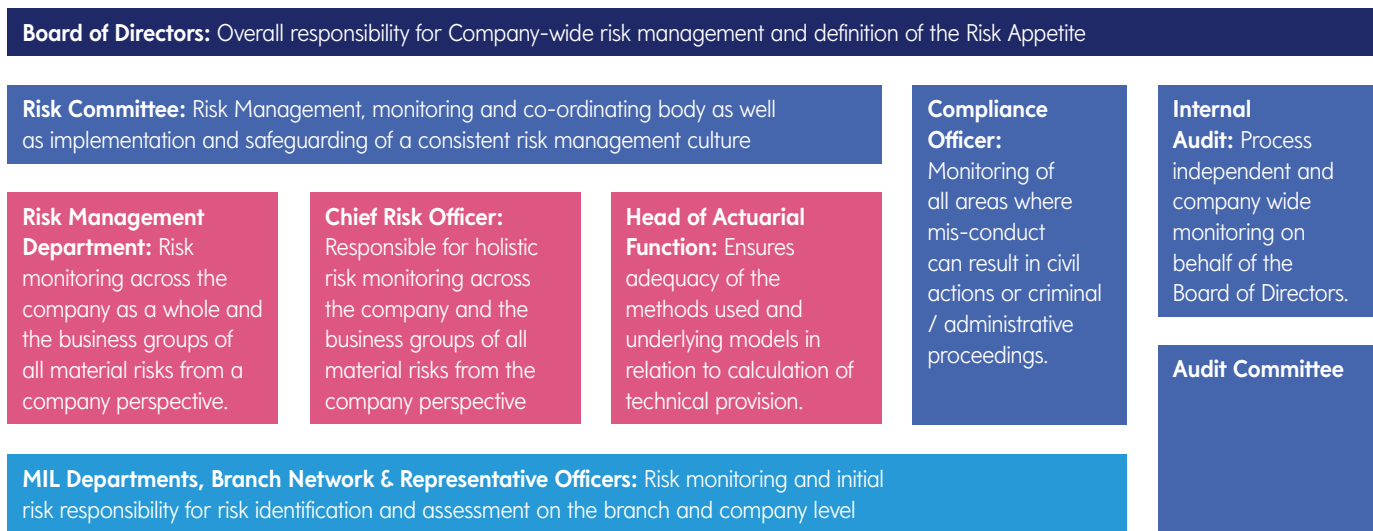 Board of Directors: Overall responsibility for Company-wide risk management and definition of the Risk Appetite
Risk Committee: Risk Management, monitoring and co-ordinating body as well
as implementation and safeguarding of a consistent risk management culture
Risk Management
Department: Risk
monitoring across the
company as a whole and
the business groups of
all material risks from a
company perspective.
Chief Risk Officer:
Responsible for holistic
risk monitoring across
the company and the
business groups of all
material risks from the
company perspective
Head of Actuarial
Function: Ensures
adequacy of the
methods used and
underlying models in
relation to calculation of
technical provision.
Compliance
Officer:
Monitoring of
all areas where
mis-conduct
can result in civil
actions or criminal
/ administrative
proceedings.
Internal
Audit: Process
independent and
company wide
monitoring on
behalf of the
Board of Directors.
Audit Committee
MIL Departments, Branch Network & Representative Officers: Risk monitoring and initial
risk responsibility for risk identification and assessment on the branch and company level